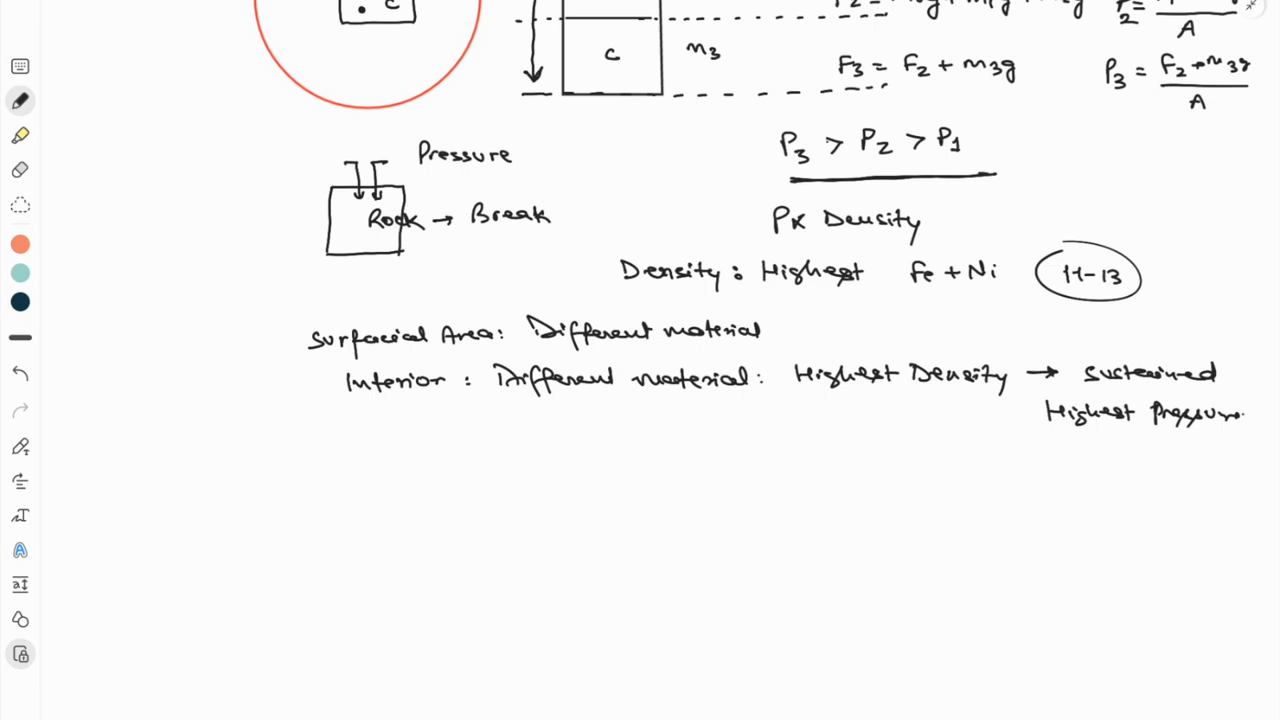 C
P₂ =
A
C
m₃
F₃ = F₂ + m₃g
P₃ = F₂ + m₃g
A
Pressure
P₃ > P₂ > P₁
Rock → Break
P∝ Density
Density : Highest Fe + Ni 11-13
Surfacial Area : Different material
Interior : Different material : Highest Density → sustained
Highest Pressure